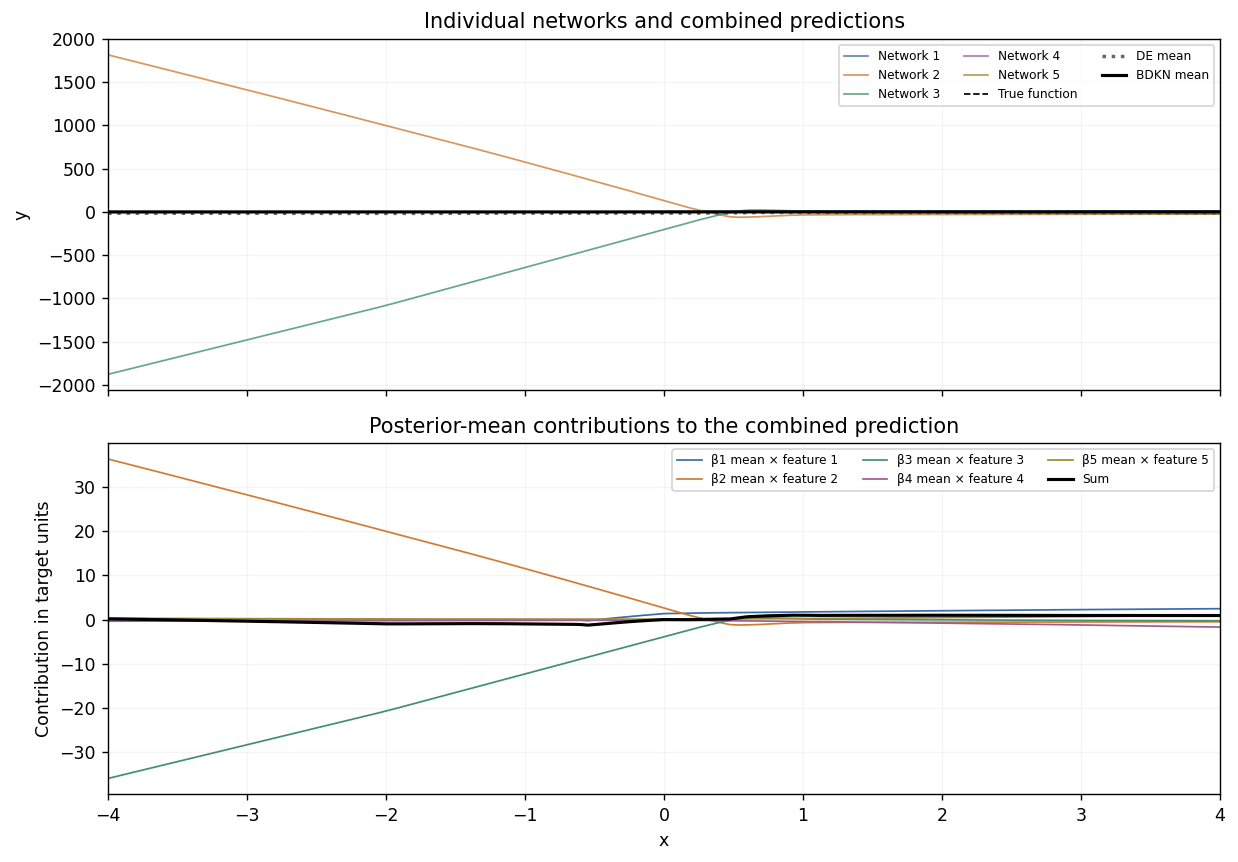 Individual networks and combined predictions
2000
1500
1000
500
0
−500
−1000
−1500
−2000
y
Network 1
Network 2
Network 3
Network 4
Network 5
True function
DE mean
BDKN mean
Posterior-mean contributions to the combined prediction
30
20
10
0
−10
−20
−30
Contribution in target units
β1 mean × feature 1
β2 mean × feature 2
β3 mean × feature 3
β4 mean × feature 4
β5 mean × feature 5
Sum
−4 −3 −2 −1 0 1 2 3 4
x